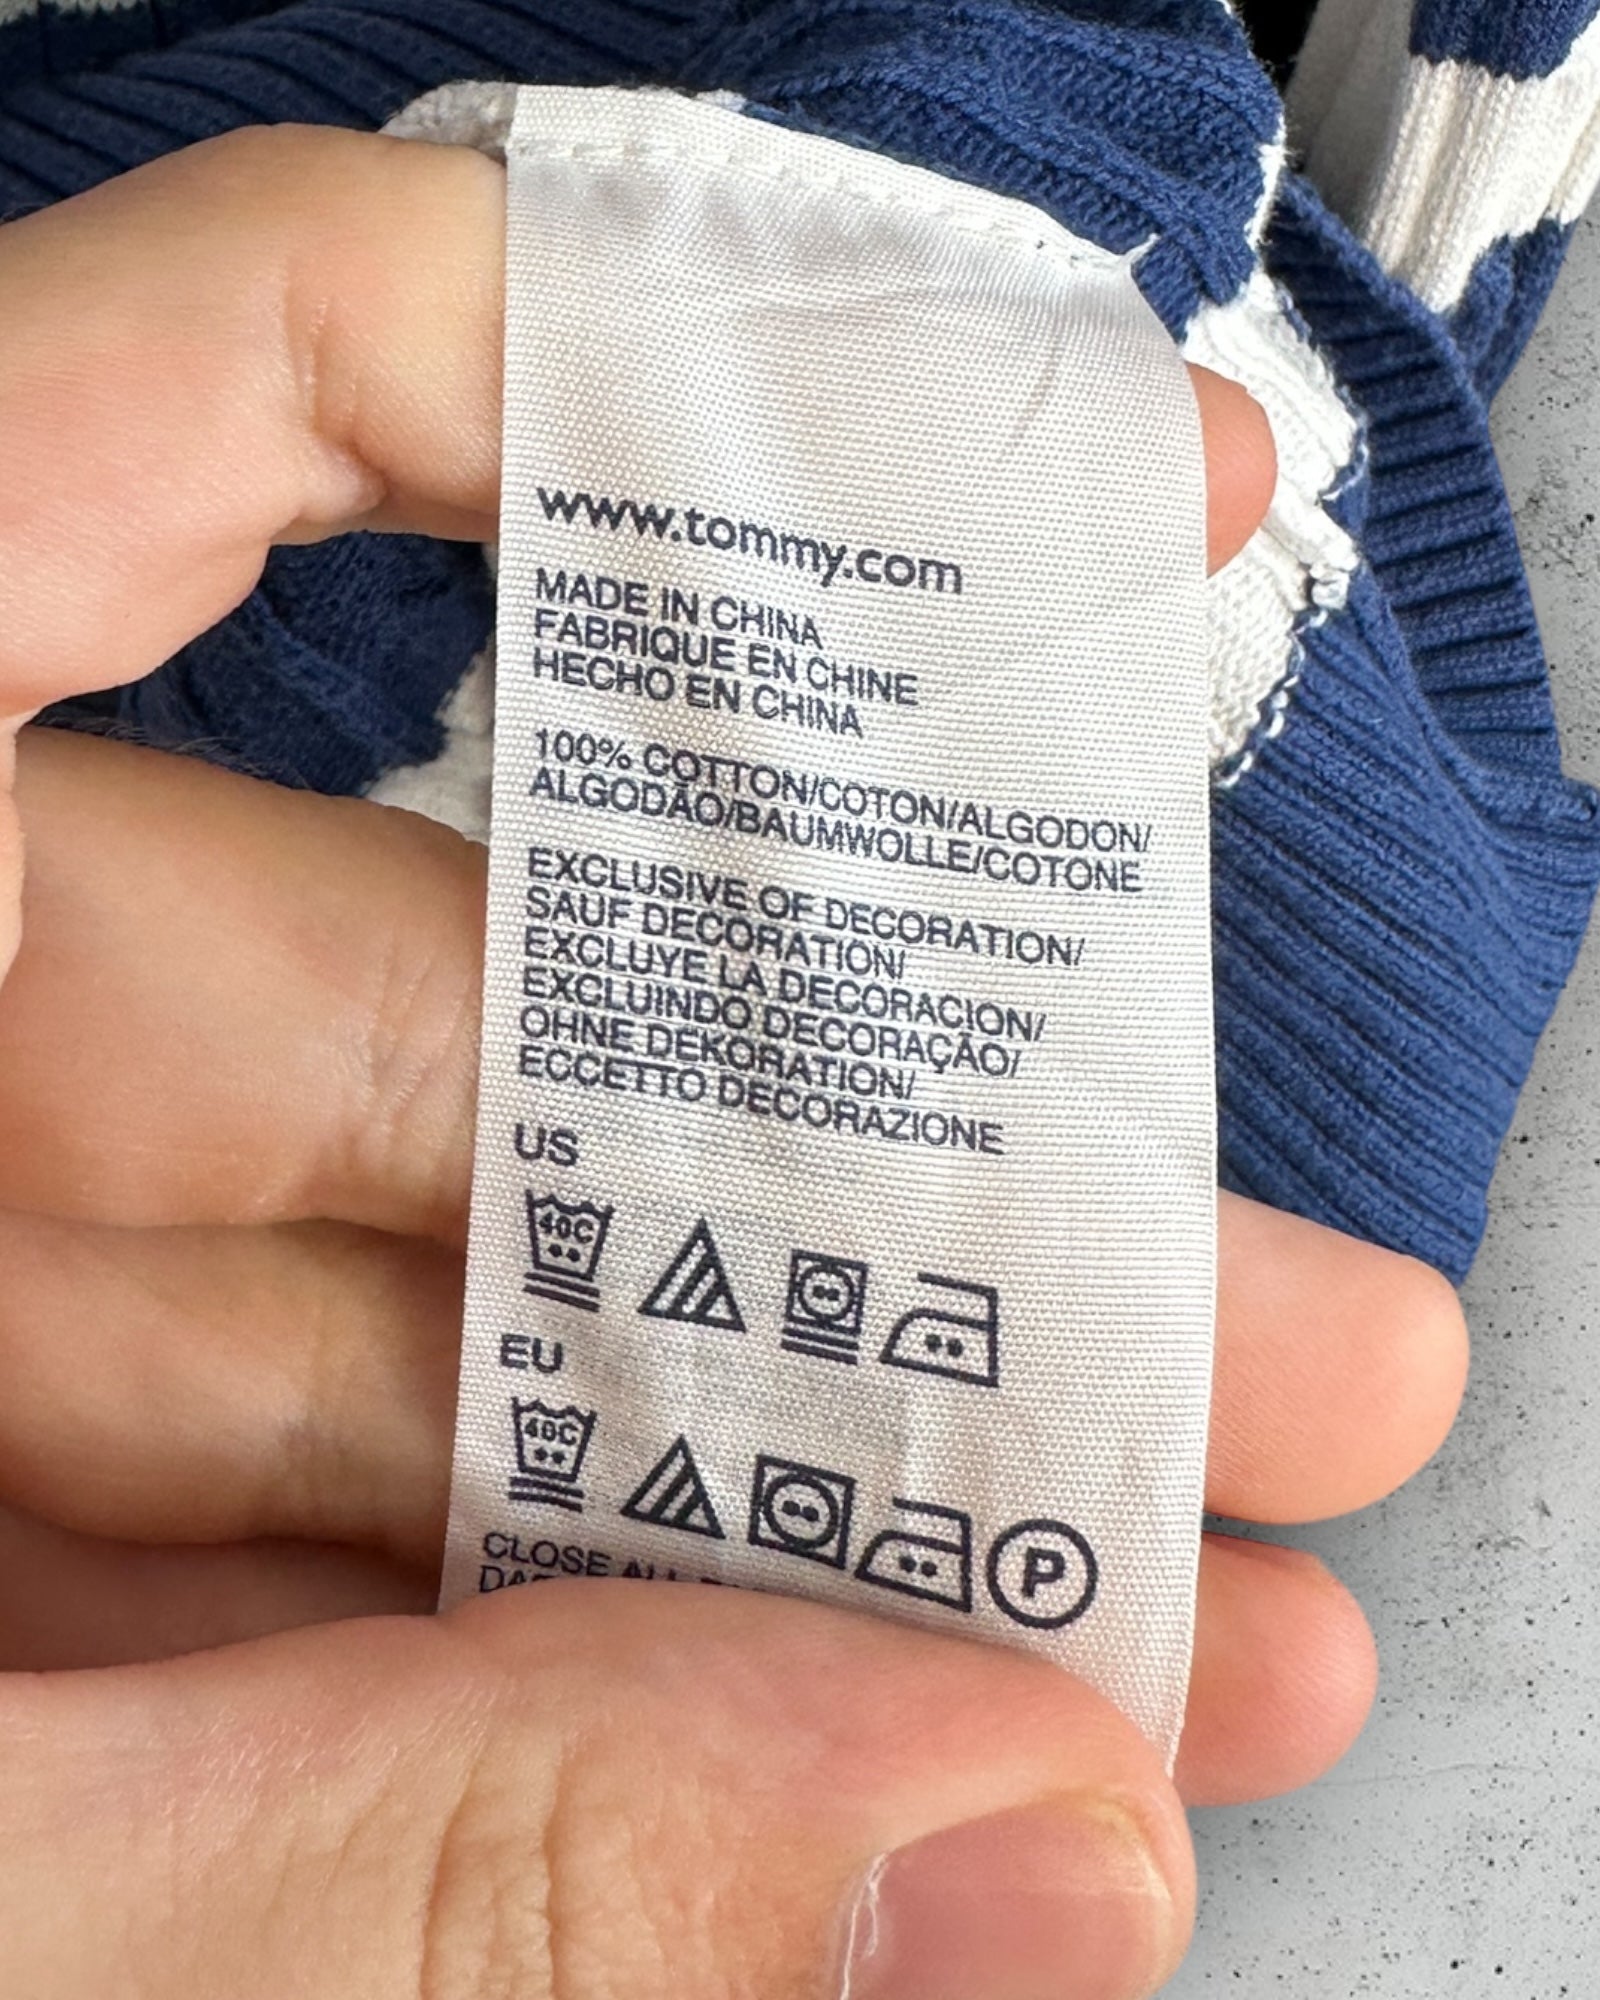 www.tommy.com
MADE IN CHINA
FABRIQUE EN CHINE
HECHO EN CHINA
100% COTTON/COTON/ALGODON/
ALGODÃO/BAUMWOLLE/COTONE
EXCLUSIVE OF DECORATION/
SAUF DECORATION/
EXCLUYE LA DECORACION/
EXCLUINDO DECORAÇÃO/
OHNE DEKORATION/
ECCETTO DECORAZIONE
US
40C
EU
40C
P
CLOSE ALL